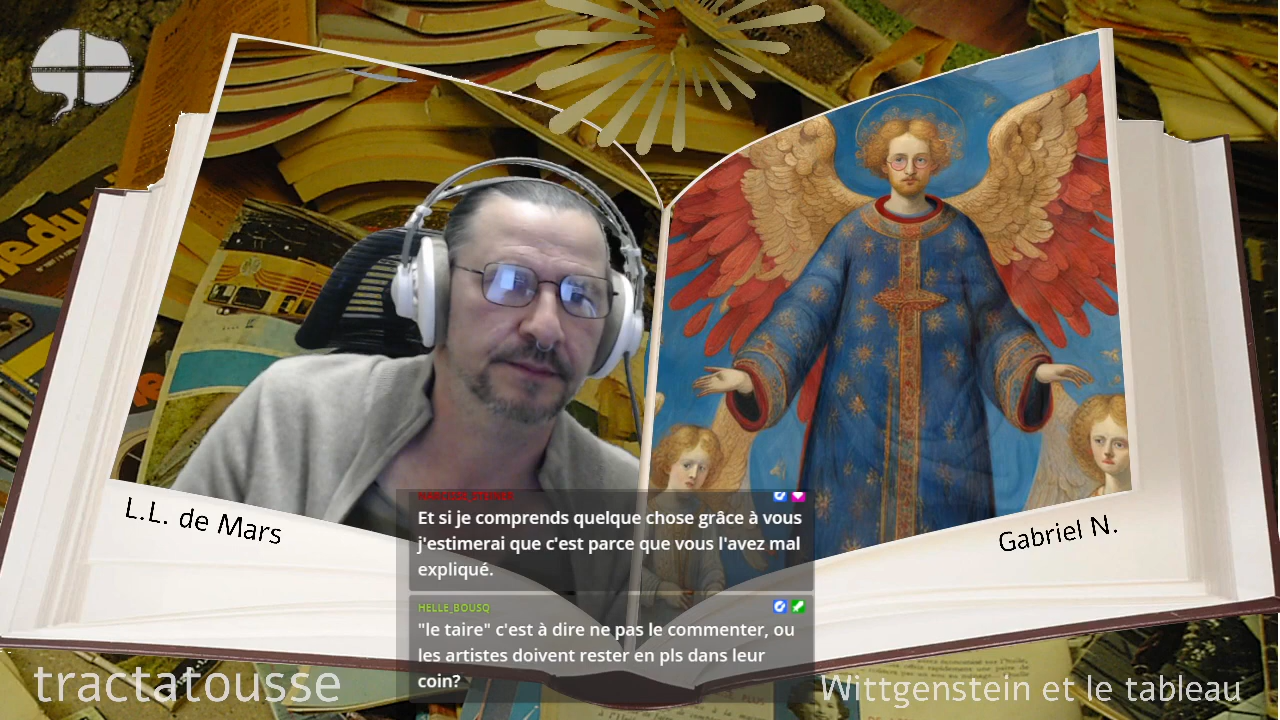 L.L. de Mars
Gabriel N.
Et si je comprends quelque chose grâce à vous
j'estimerai que c'est parce que vous l'avez mal
expliqué.
HELLE_BOUSQ
"le taire" c'est à dire ne pas le commenter, ou
les artistes doivent rester en pls dans leur
coin?
tractatousse
Wittgenstein et le tableau